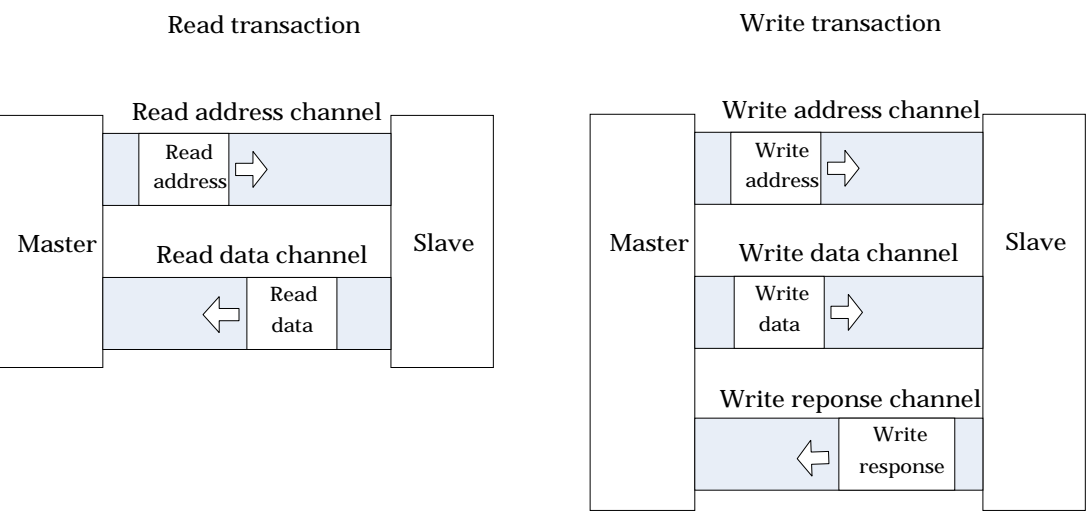 Read transaction
Write transaction
Read address channel
Read
address
Master
Slave
Read data channel
Read
data
Write address channel
Write
address
Master
Slave
Write data channel
Write
data
Write reponse channel
Write
response